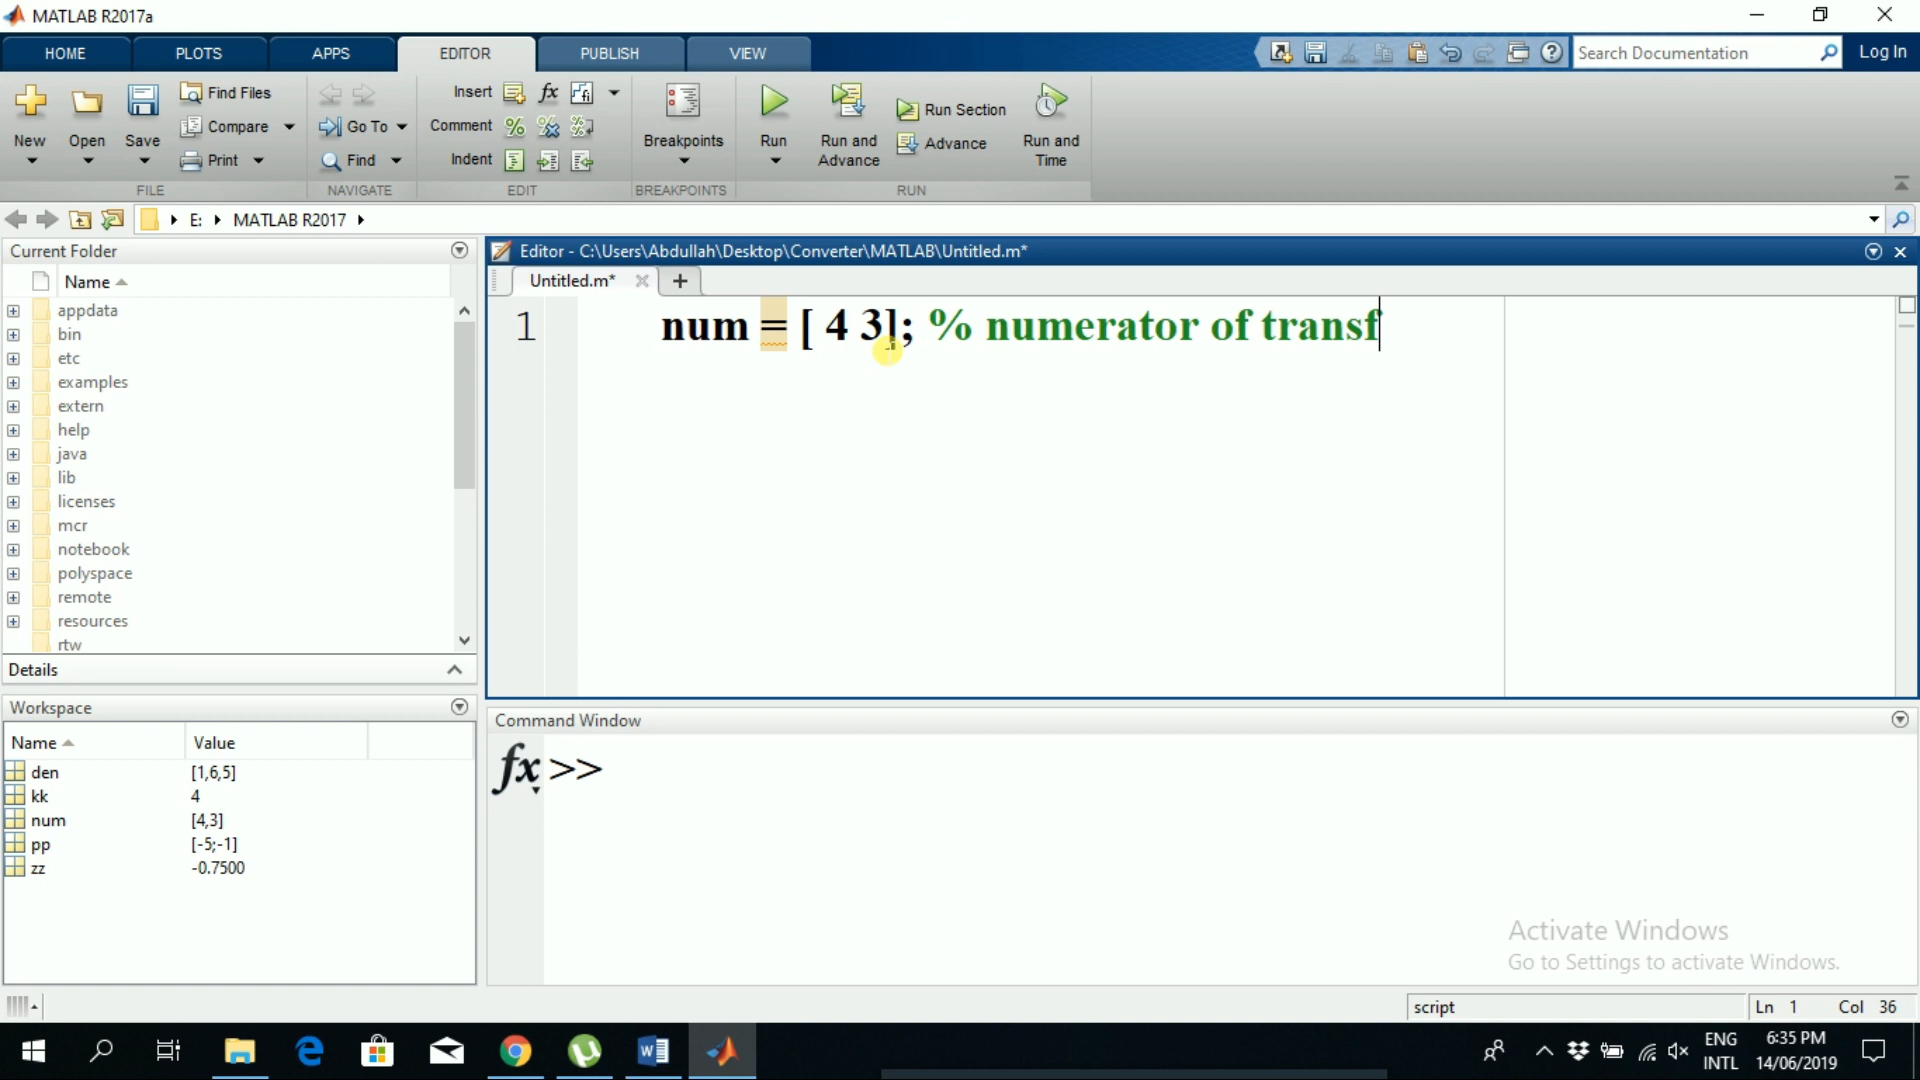 MATLAB R2017a
HOME PLOTS APPS EDITOR PUBLISH VIEW
Search Documentation Log In
New Open Save
Find Files
Compare
Print
FILE
Go To
Find
NAVIGATE
Insert fx
Comment
Indent
EDIT
Breakpoints
BREAKPOINTS
Run
Run and Advance
Run Section
Advance
Run and Time
RUN
E: MATLAB R2017
Current Folder
Name
appdata
bin
etc
examples
extern
help
java
lib
licenses
mcr
notebook
polyspace
remote
resources
rtw
Details
Workspace
Name Value
den [1,6,5]
kk 4
num [4,3]
pp [-5;-1]
zz -0.7500
Editor - C:\Users\Abdullah\Desktop\Converter\MATLAB\Untitled.m*
Untitled.m* +
1 num = [ 4 3]; % numerator of transf
Command Window
fx >>
Activate Windows
Go to Settings to activate Windows.
script Ln 1 Col 36
ENG 6:35 PM
INTL 14/06/2019